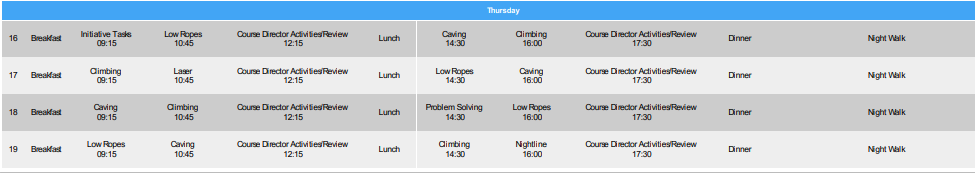 Thursday
16 Breakfast Initiative Tasks 09:15 Low Ropes 10:45 Course Director Activities/Review 12:15 Lunch Caving 14:30 Climbing 16:00 Course Director Activities/Review 17:30 Dinner Night Walk
17 Breakfast Climbing 09:15 Laser 10:45 Course Director Activities/Review 12:15 Lunch Low Ropes 14:30 Caving 16:00 Course Director Activities/Review 17:30 Dinner Night Walk
18 Breakfast Caving 09:15 Climbing 10:45 Course Director Activities/Review 12:15 Lunch Problem Solving 14:30 Low Ropes 16:00 Course Director Activities/Review 17:30 Dinner Night Walk
19 Breakfast Low Ropes 09:15 Caving 10:45 Course Director Activities/Review 12:15 Lunch Climbing 14:30 Nightline 16:00 Course Director Activities/Review 17:30 Dinner Night Walk